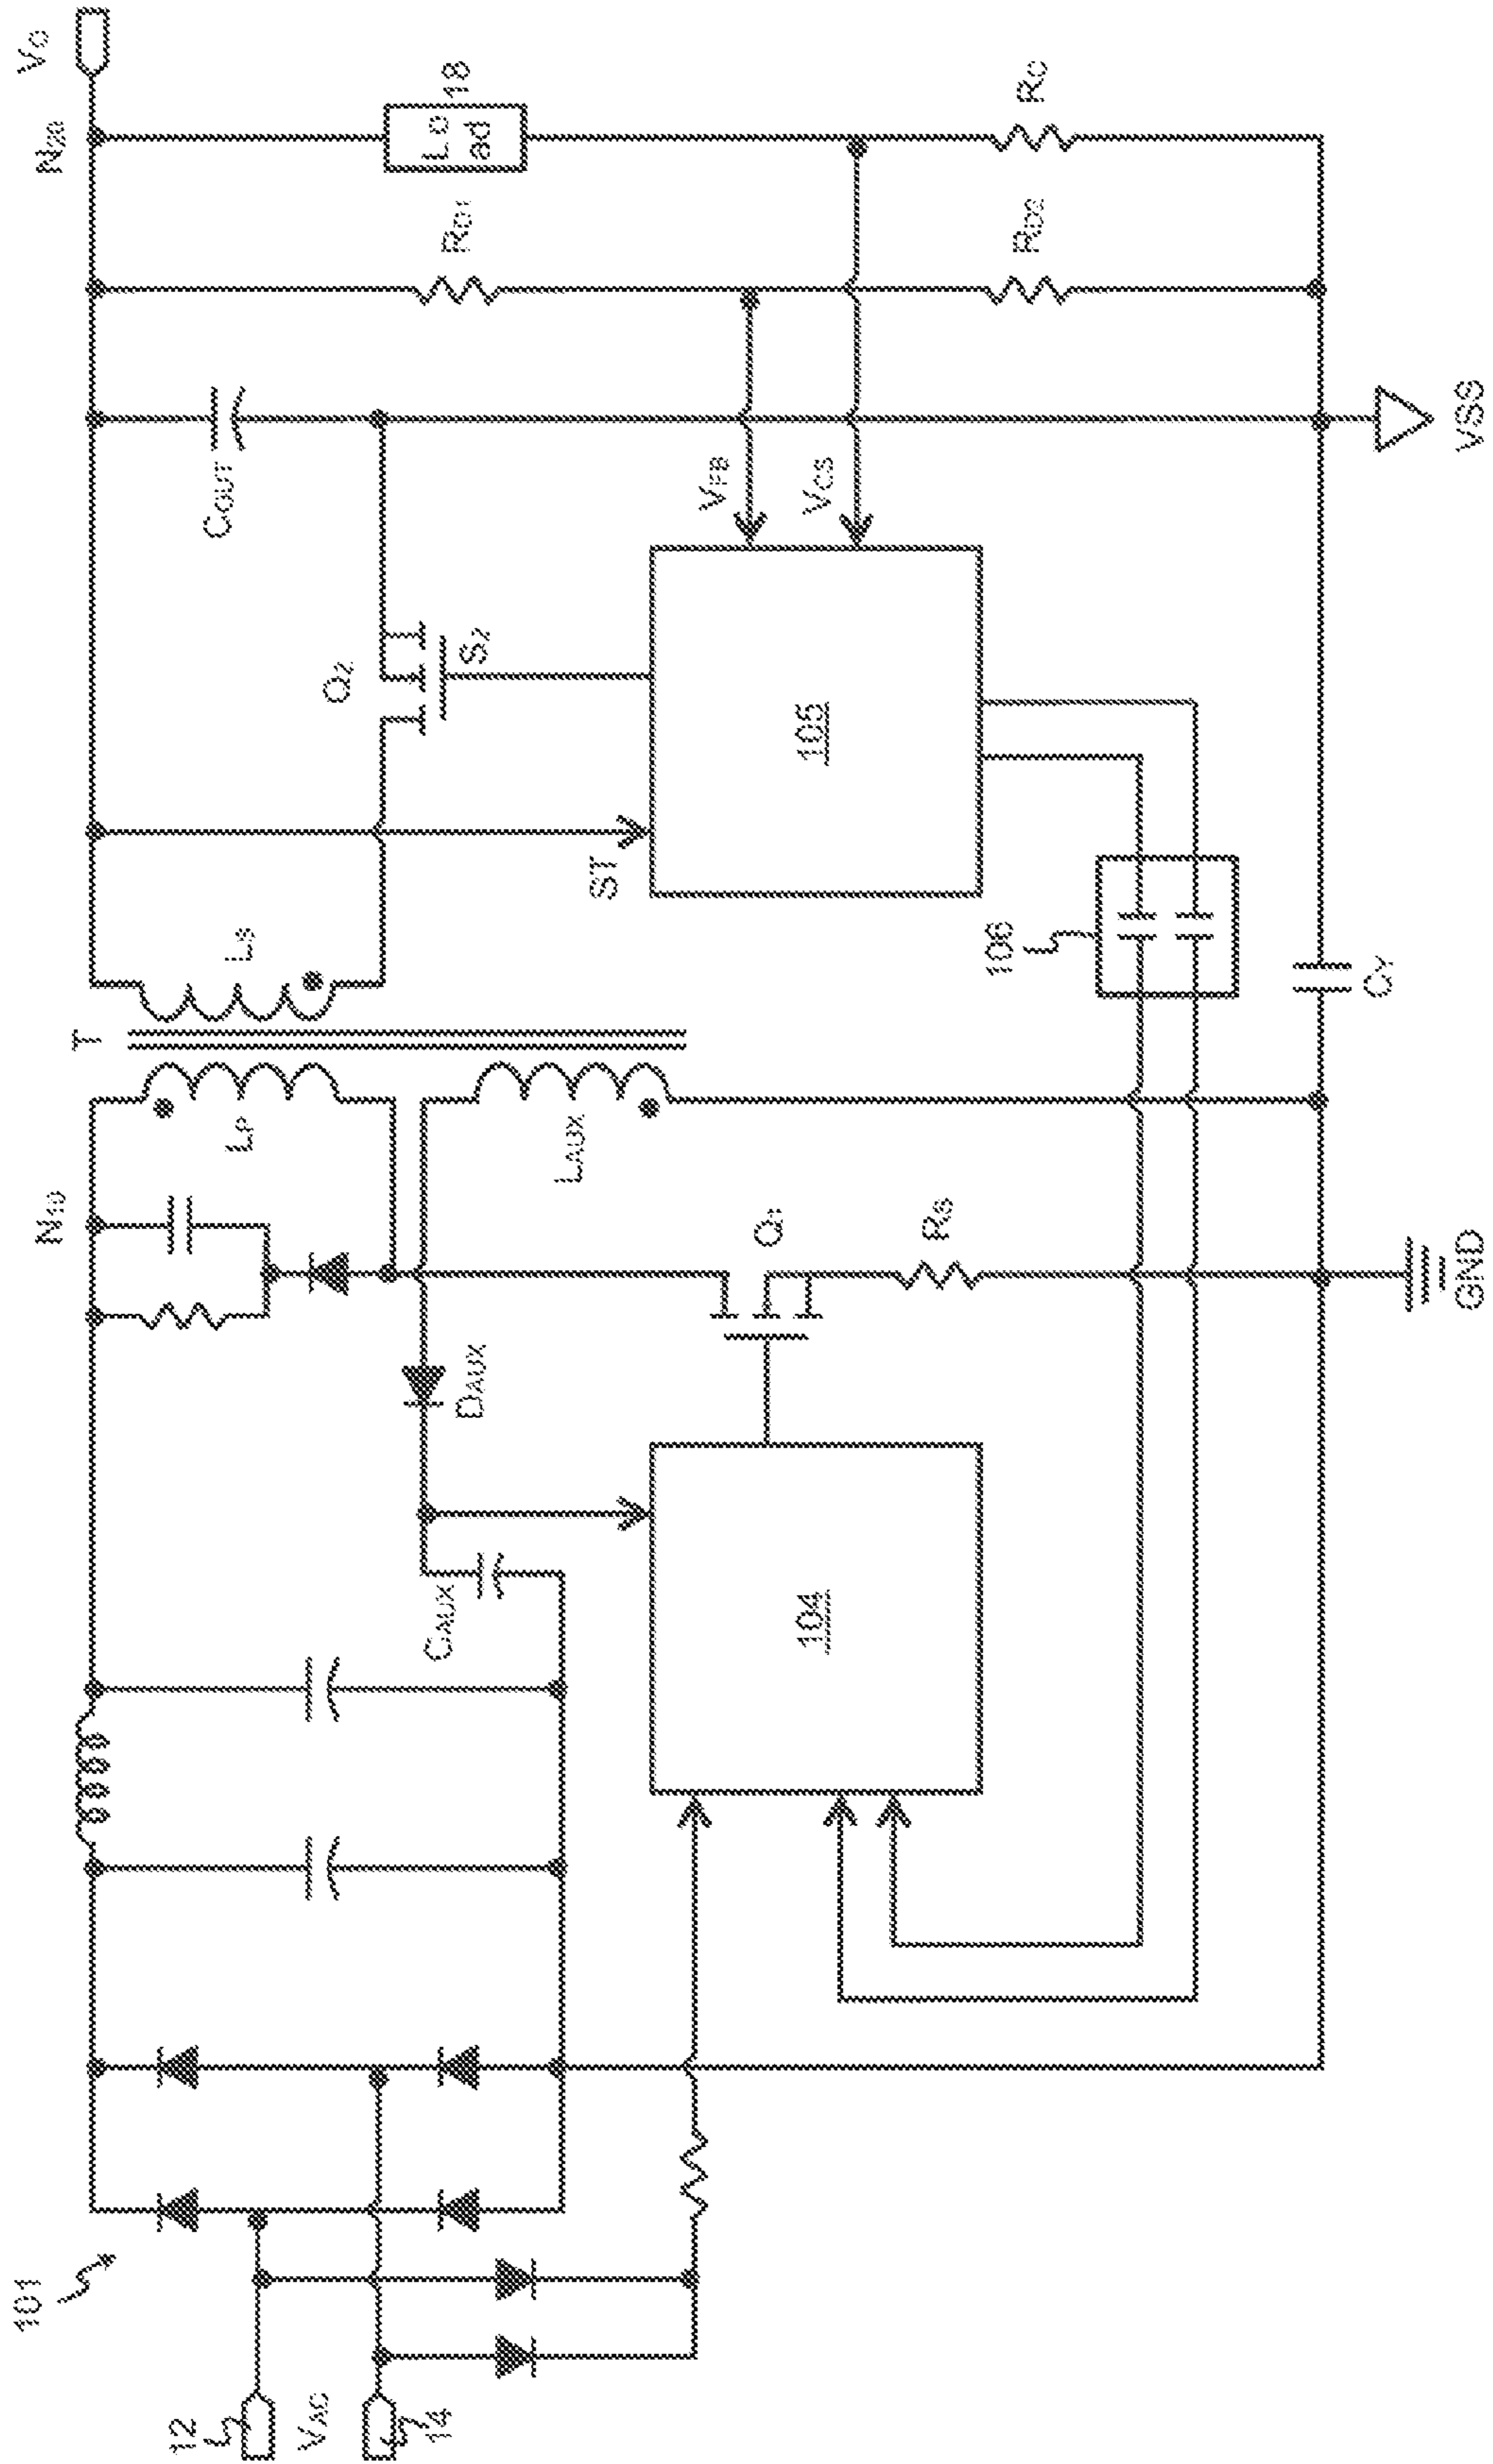 101
12
VAC
14
N10
T
N20
VO
LP
LS
COUT
RD1
Load
18
CAUX
DAUX
LAUX
Q2
S2
ST
VFB
VCS
104
Q1
RS
105
RD2
RC
106
CY
GND
VSS